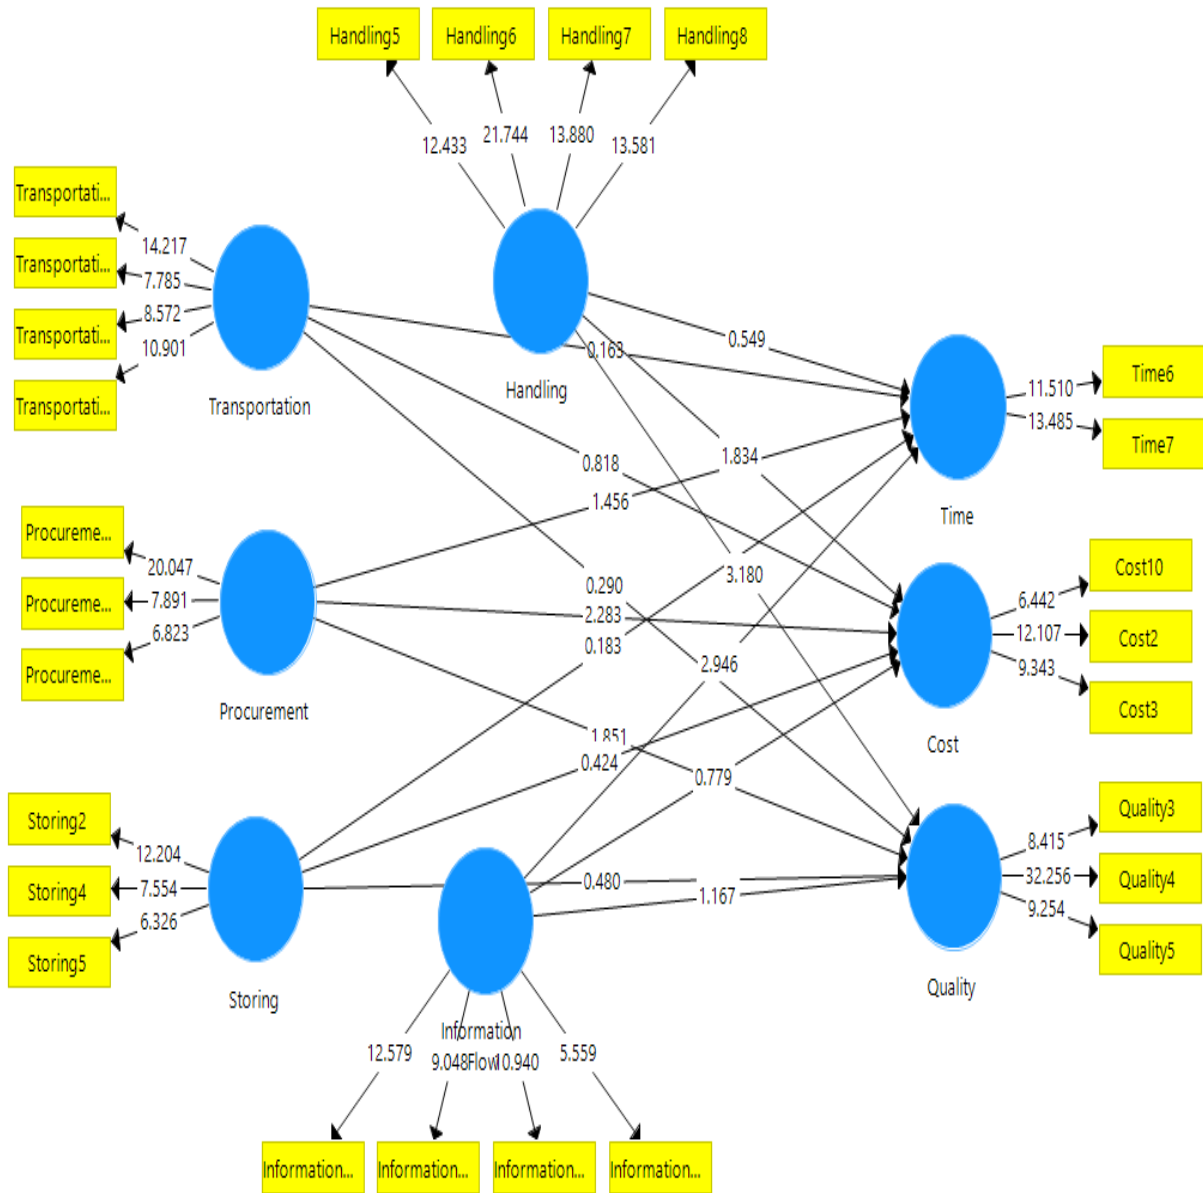 Handling5
Handling6
Handling7
Handling8
12.433
21.744
13.880
13.581
Transportati...
Transportati...
Transportati...
Transportati...
14.217
7.785
8.572
10.901
Transportation
Handling
0.549
0.163
Time6
Time7
11.510
13.485
Time
0.818
1.834
1.456
Procureme...
Procureme...
Procureme...
20.047
7.891
6.823
Procurement
0.290
3.180
2.283
0.183
2.946
Cost10
Cost2
Cost3
6.442
12.107
9.343
Cost
1.851
0.424
0.779
Storing2
Storing4
Storing5
12.204
7.554
6.326
Storing
0.480
1.167
Quality3
Quality4
Quality5
8.415
32.256
9.254
Quality
Information
Flow
12.579
9.048
10.940
5.559
Information...
Information...
Information...
Information...